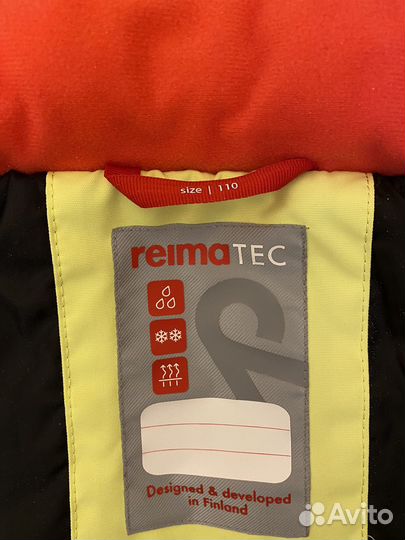 size | 110
reimaTEC
Designed & developed
in Finland
Avito